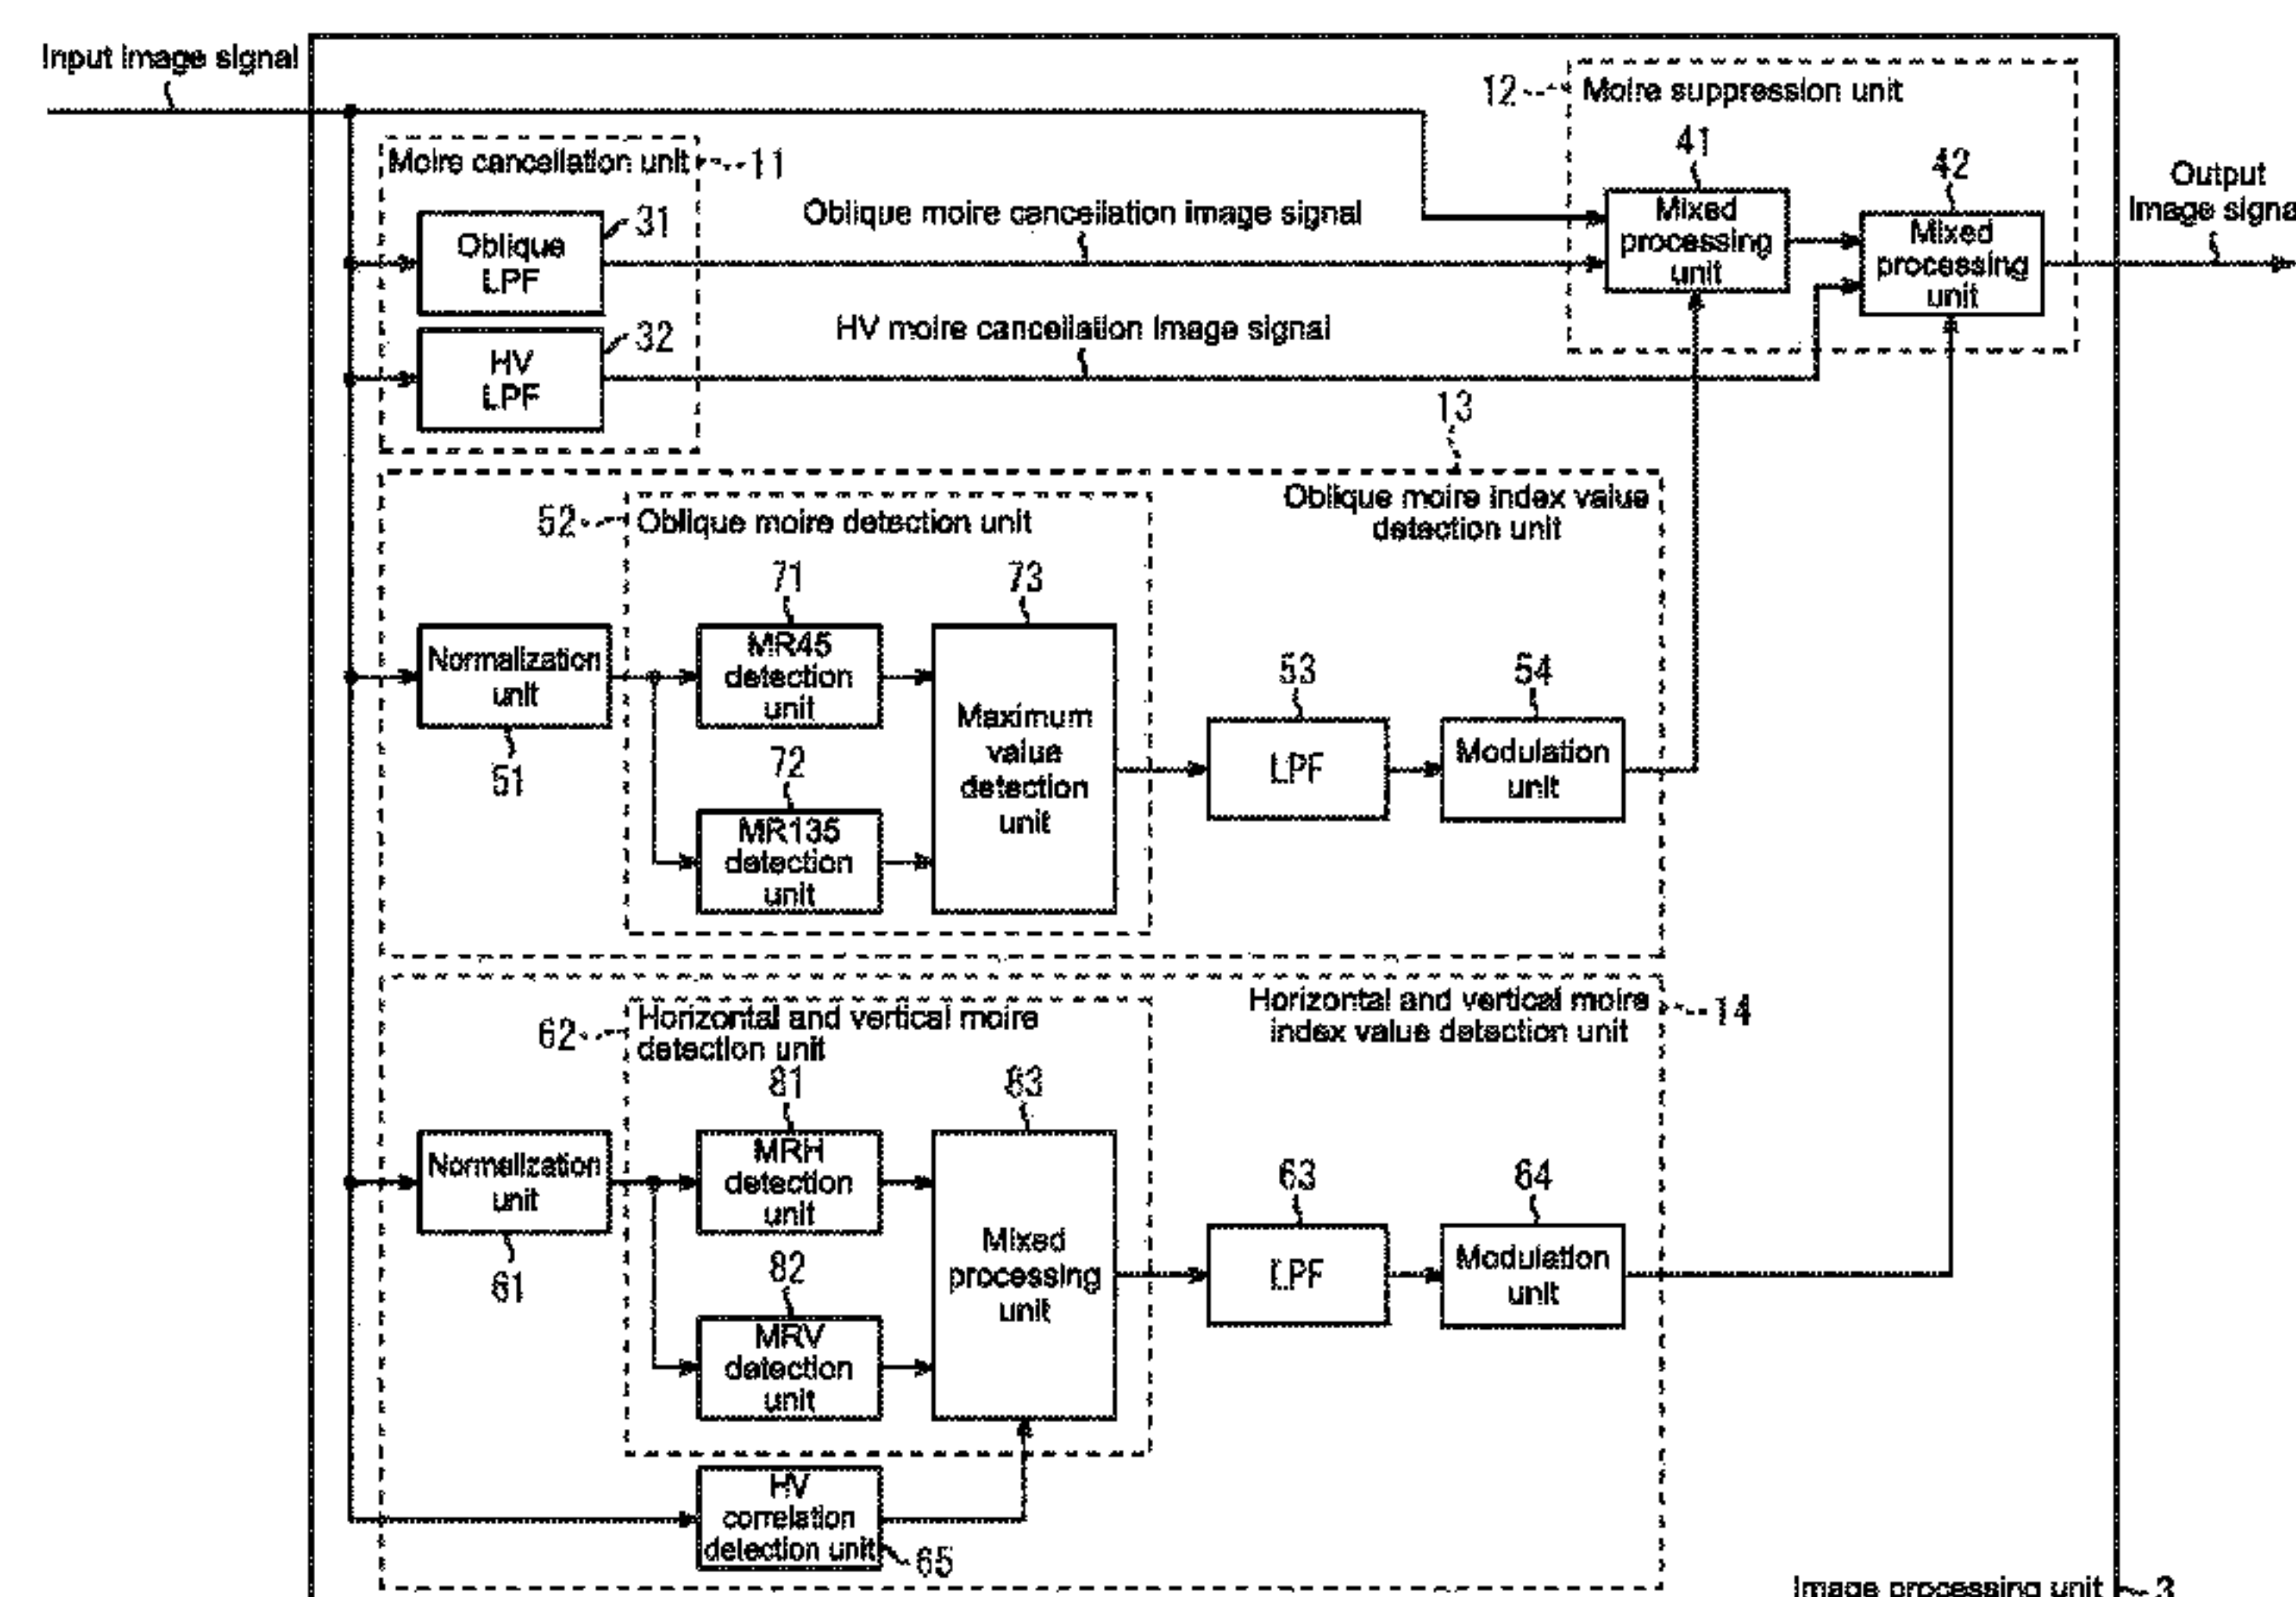 Input image signal
12
Moire suppression unit
41
42
Output
Image signa
Moire cancellation unit
11
Oblique
LPF
31
Oblique moire cancellation image signal
Mixed
processing
unit
Mixed
processing
unit
HV
LPF
32
HV moire cancellation image signal
13
52
Oblique moire detection unit
Oblique moire index value
detection unit
71
73
Normalization
unit
51
MR45
detection
unit
72
MR135
detection
unit
Maximum
value
detection
unit
53
LPF
54
Modulation
unit
62
Horizontal and vertical moire
detection unit
Horizontal and vertical moire
index value detection unit
14
81
83
Normalization
unit
61
MRH
detection
unit
82
MRV
detection
unit
Mixed
processing
unit
63
LPF
64
Modulation
unit
HV
correlation
detection unit
65
Image processing unit
3